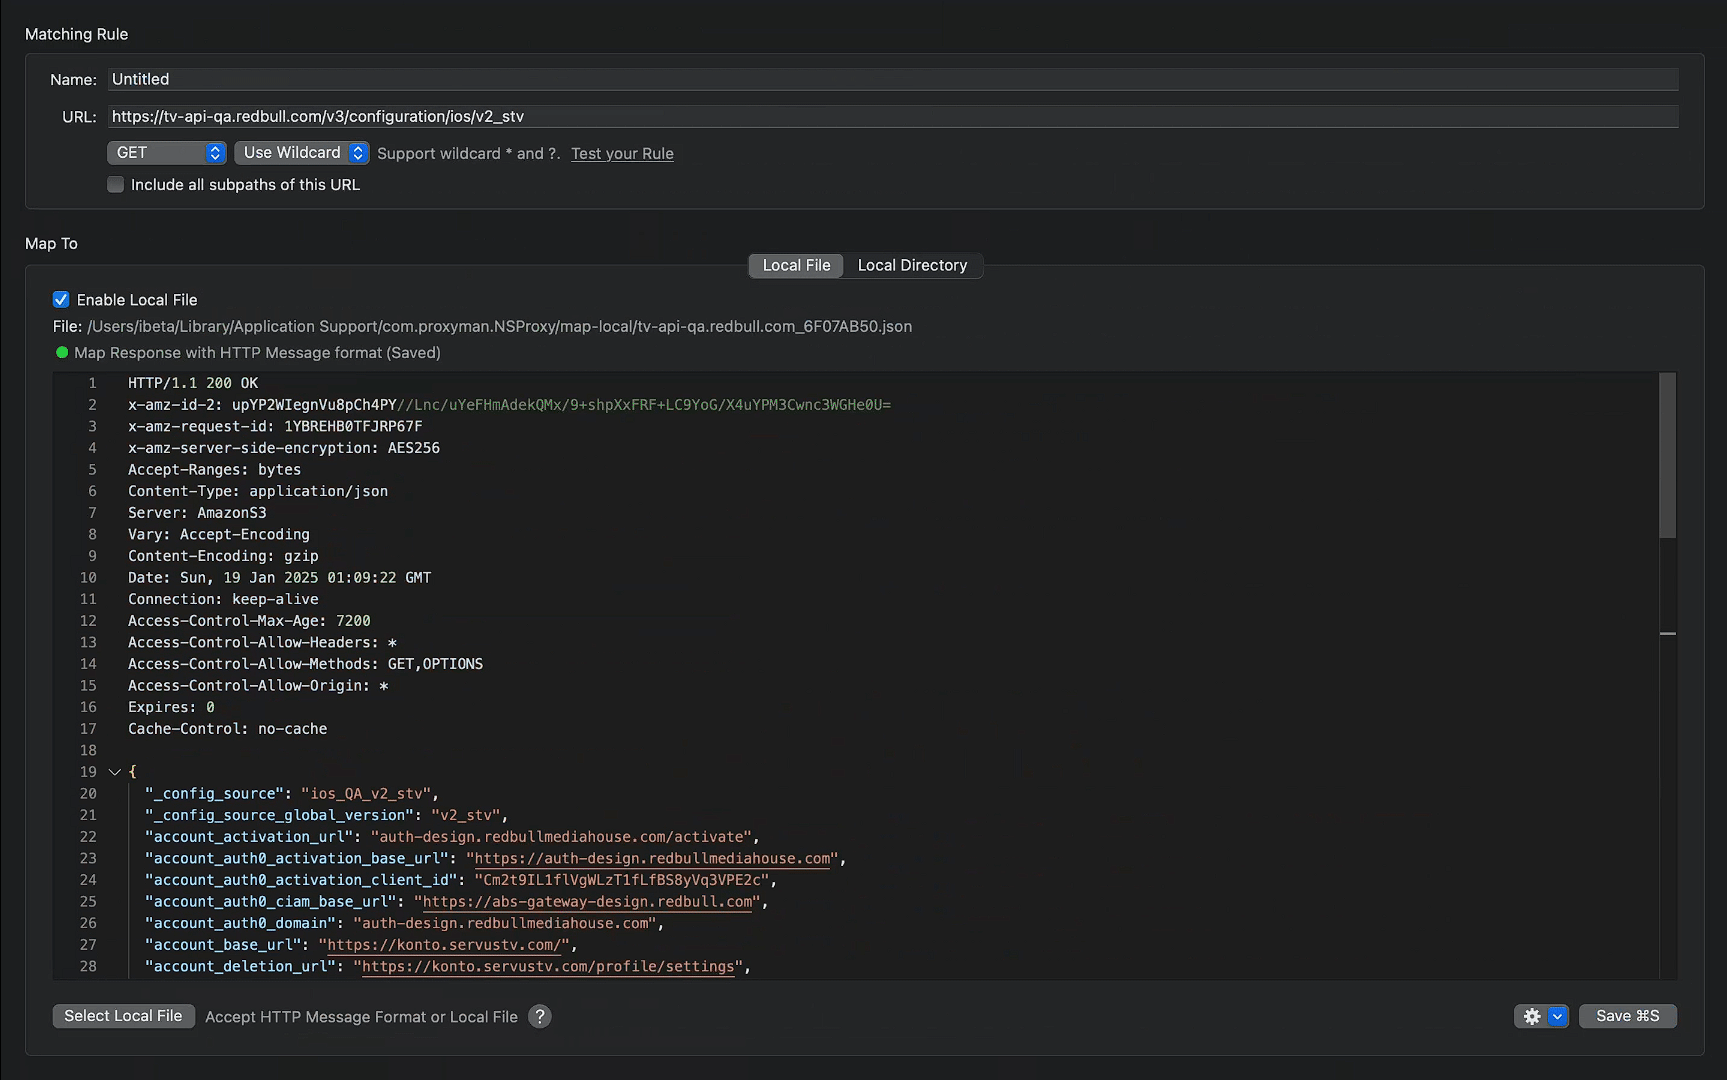 Matching Rule
Name: Untitled
URL: https://tv-api-qa.redbull.com/v3/configuration/ios/v2_stv
GET Use Wildcard Support wildcard * and ?. Test your Rule
Include all subpaths of this URL
Map To
Local File Local Directory
Enable Local File
File: /Users/ibeta/Library/Application Support/com.proxyman.NSProxy/map-local/tv-api-qa.redbull.com_6F07AB50.json
Map Response with HTTP Message format (Saved)
1 HTTP/1.1 200 OK
2 x-amz-id-2: upYP2WIegnVu8pCh4PY//Lnc/uYeFHmAdekQMx/9+shpXxFRF+LC9YoG/X4uYPM3Cwnc3WGHe0U=
3 x-amz-request-id: 1YBREHB0TFJRP67F
4 x-amz-server-side-encryption: AES256
5 Accept-Ranges: bytes
6 Content-Type: application/json
7 Server: AmazonS3
8 Vary: Accept-Encoding
9 Content-Encoding: gzip
10 Date: Sun, 19 Jan 2025 01:09:22 GMT
11 Connection: keep-alive
12 Access-Control-Max-Age: 7200
13 Access-Control-Allow-Headers: *
14 Access-Control-Allow-Methods: GET,OPTIONS
15 Access-Control-Allow-Origin: *
16 Expires: 0
17 Cache-Control: no-cache
18
19 {
20 "_config_source": "ios_QA_v2_stv",
21 "_config_source_global_version": "v2_stv",
22 "account_activation_url": "auth-design.redbullmediahouse.com/activate",
23 "account_auth0_activation_base_url": "https://auth-design.redbullmediahouse.com",
24 "account_auth0_activation_client_id": "Cm2t9IL1flVgWLzT1fLfBS8yVq3VPE2c",
25 "account_auth0_ciam_base_url": "https://abs-gateway-design.redbull.com",
26 "account_auth0_domain": "auth-design.redbullmediahouse.com",
27 "account_base_url": "https://konto.servustv.com/",
28 "account_deletion_url": "https://konto.servustv.com/profile/settings",
Select Local File Accept HTTP Message Format or Local File ? Save ⌘S